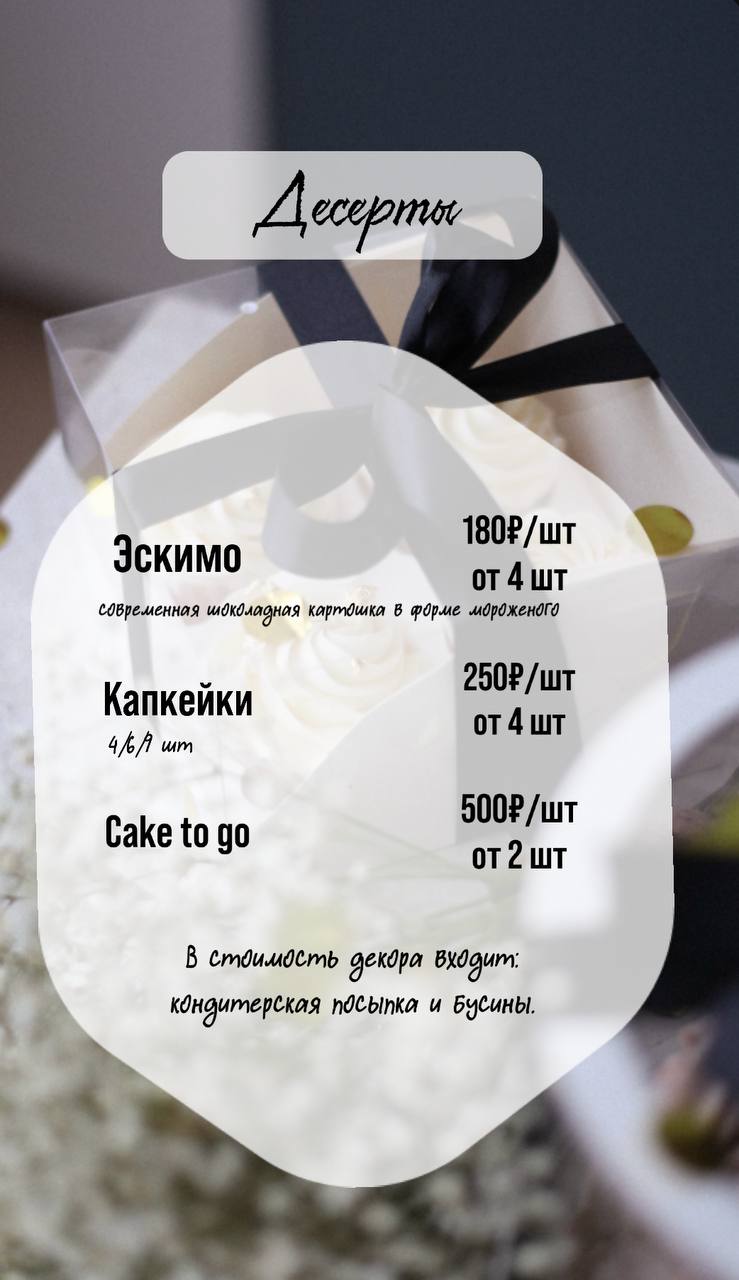 Десерты
Эскимо
180₽/шт
от 4 шт
современная шоколадная картошка в форме мороженого
Капкейки
250₽/шт
от 4 шт
4/6/9 шт
Cake to go
500₽/шт
от 2 шт
В стоимость декора входит:
кондитерская посыпка и бусины.